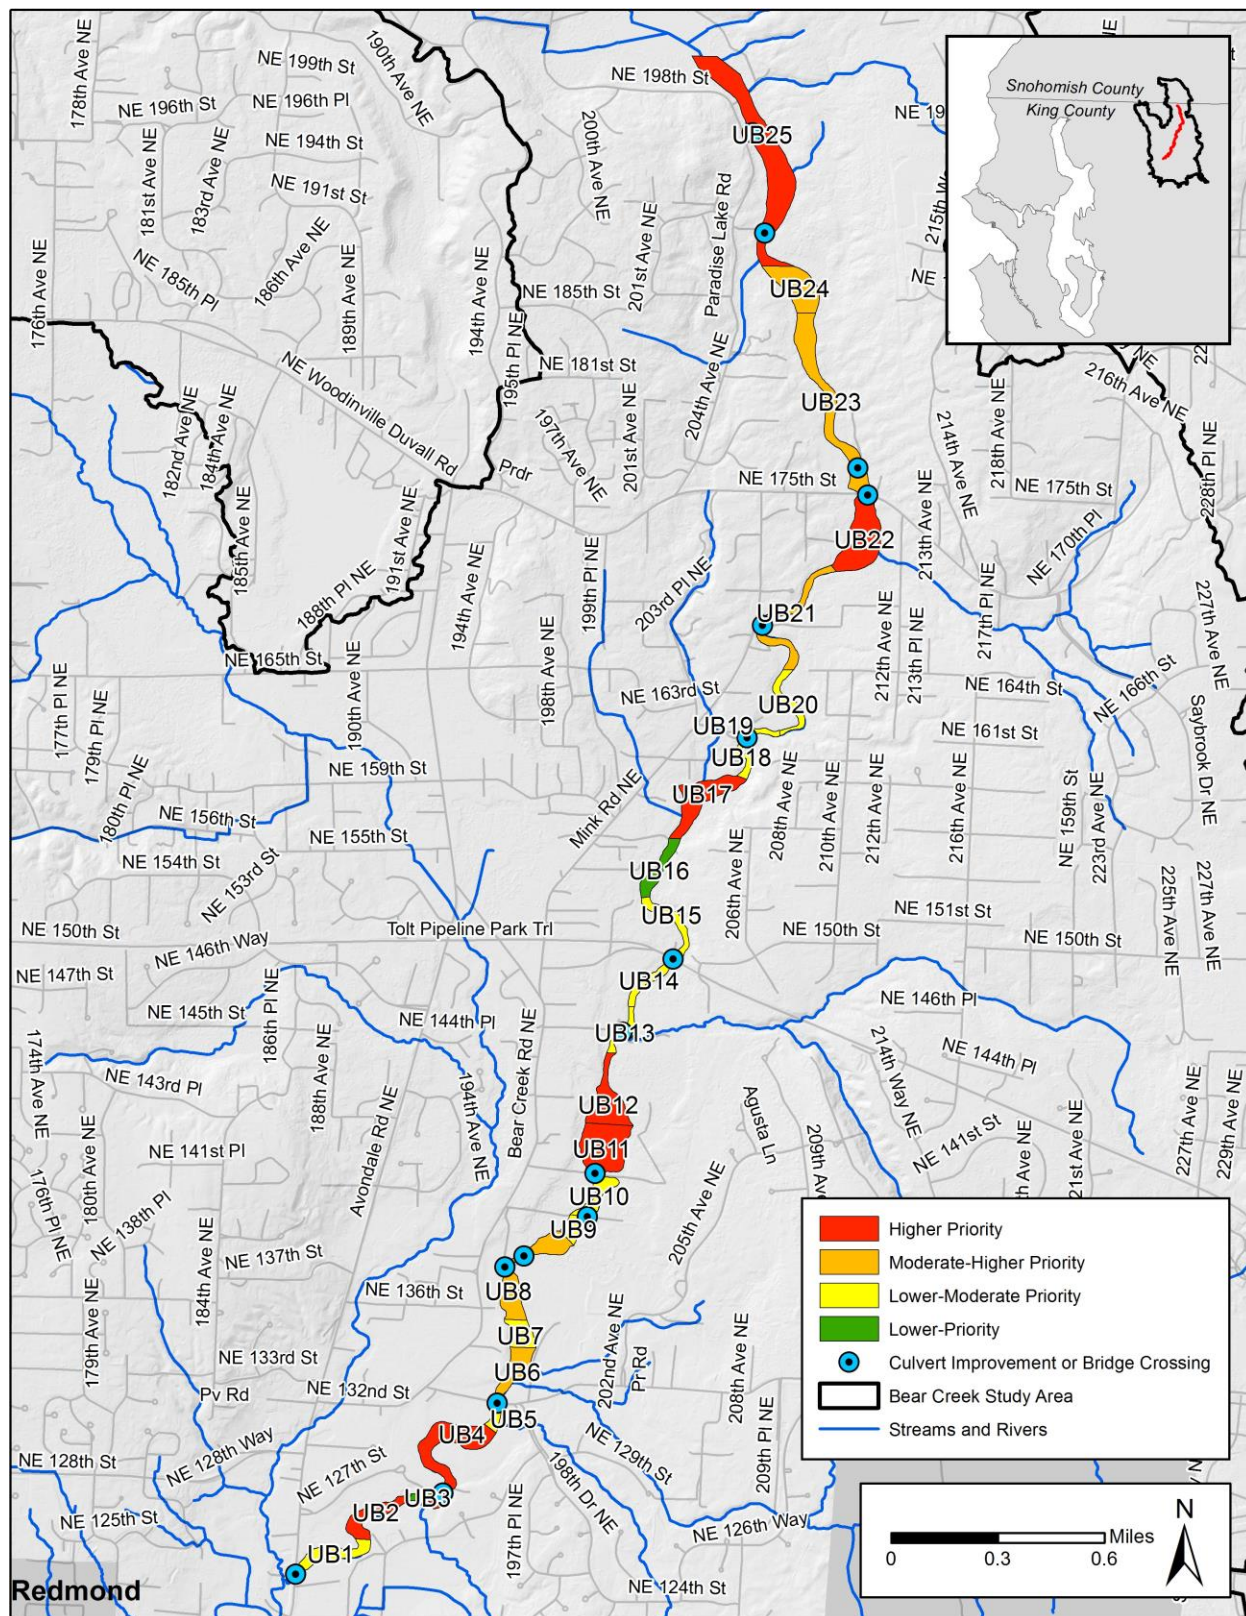 NE 198th St
NE 199th St
190th Ave NE
178th Ave NE
NE 196th St
NE 196th Pl
NE 194th St
NE 191st St
181st Ave NE
183rd Ave NE
186th Ave NE
189th Ave NE
NE 185th Pl
176th Ave NE
200th Ave NE
201st Ave NE
Paradise Lake Rd
UB25
Snohomish County
King County
194th Ave NE
195th Pl NE
NE 185th St
NE 181st St
204th Ave NE
UB24
UB23
216th Ave NE
NE Woodinville Duvall Rd
182nd Ave NE
184th Ave NE
185th Ave NE
197th Ave NE
201st Ave NE
Prdr
NE 175th St
214th Ave NE
218th Ave NE
NE 175th St
228th Pl NE
213th Ave NE
UB22
NE 170th Pl
217th Pl NE
227th Ave NE
188th Pl NE
191st Ave NE
194th Ave NE
199th Pl NE
203rd Pl NE
198th Ave NE
UB21
NE 165th St
190th Ave NE
177th Pl NE
179th Pl NE
180th Pl NE
NE 163rd St
UB20
212th Ave NE
213th Pl NE
NE 164th St
NE 166th St
Saybrook Dr NE
UB19
UB18
NE 161st St
NE 159th St
Mink Rd NE
UB17
208th Ave NE
210th Ave NE
212th Ave NE
216th Ave NE
NE 159th St
223rd Ave NE
NE 156th St
NE 155th St
NE 154th St
NE 153rd St
UB16
206th Ave NE
225th Ave NE
227th Ave NE
UB15
NE 151st St
NE 150th St
NE 146th Way
Tolt Pipeline Park Trl
NE 150th St
NE 150th St
NE 147th St
NE 145th St
186th Pl NE
UB14
NE 146th Pl
174th Ave NE
NE 143rd Pl
188th Ave NE
NE 144th Pl
194th Ave NE
Bear Creek Rd NE
UB13
214th Way NE
NE 144th Pl
Avondale Rd NE
UB12
Agusta Ln
209th Av
NE 141st St
221st Ave NE
227th Ave NE
229th Ave NE
176th Pl NE
180th Ave NE
NE 138th Pl
NE 141st Pl
UB11
UB10
205th Ave NE
184th Ave NE
NE 137th St
UB9
NE 136th St
UB8
179th Ave NE
UB7
202nd Ave NE
Pr Rd
208th Ave NE
209th Pl NE
NE 133rd St
Pv Rd
NE 132nd St
UB6
UB5
UB4
NE 128th St
NE 128th Way
NE 127th St
NE 129th St
198th Dr NE
NE 125th St
UB3
UB2
197th Pl NE
NE 126th Way
UB1
NE 124th St
Redmond
Higher Priority
Moderate-Higher Priority
Lower-Moderate Priority
Lower-Priority
Culvert Improvement or Bridge Crossing
Bear Creek Study Area
Streams and Rivers
N
Miles
0 0.3 0.6